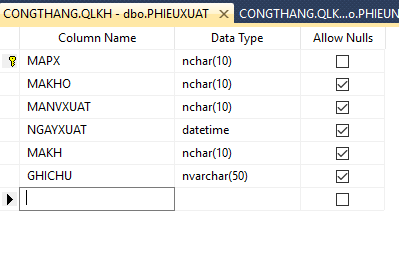 CONGTHANG.QLKH - dbo.PHIEUXUAT CONGTHANG.QLK...o.PHIEUN
Column Name Data Type Allow Nulls
MAPX nchar(10)
MAKHO nchar(10)
MANVXUAT nchar(10)
NGAYXUAT datetime
MAKH nchar(10)
GHICHU nvarchar(50)